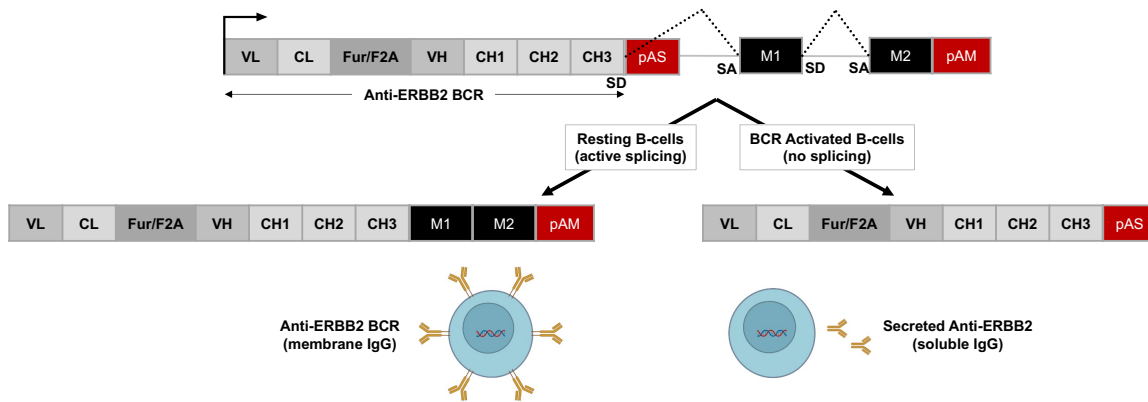 VL CL Fur/F2A VH CH1 CH2 CH3 pAS M1 M2 pAM
SD SA SD SA
Anti-ERBB2 BCR
Resting B-cells
(active splicing)
BCR Activated B-cells
(no splicing)
VL CL Fur/F2A VH CH1 CH2 CH3 M1 M2 pAM
VL CL Fur/F2A VH CH1 CH2 CH3 pAS
Anti-ERBB2 BCR
(membrane IgG)
Secreted Anti-ERBB2
(soluble IgG)